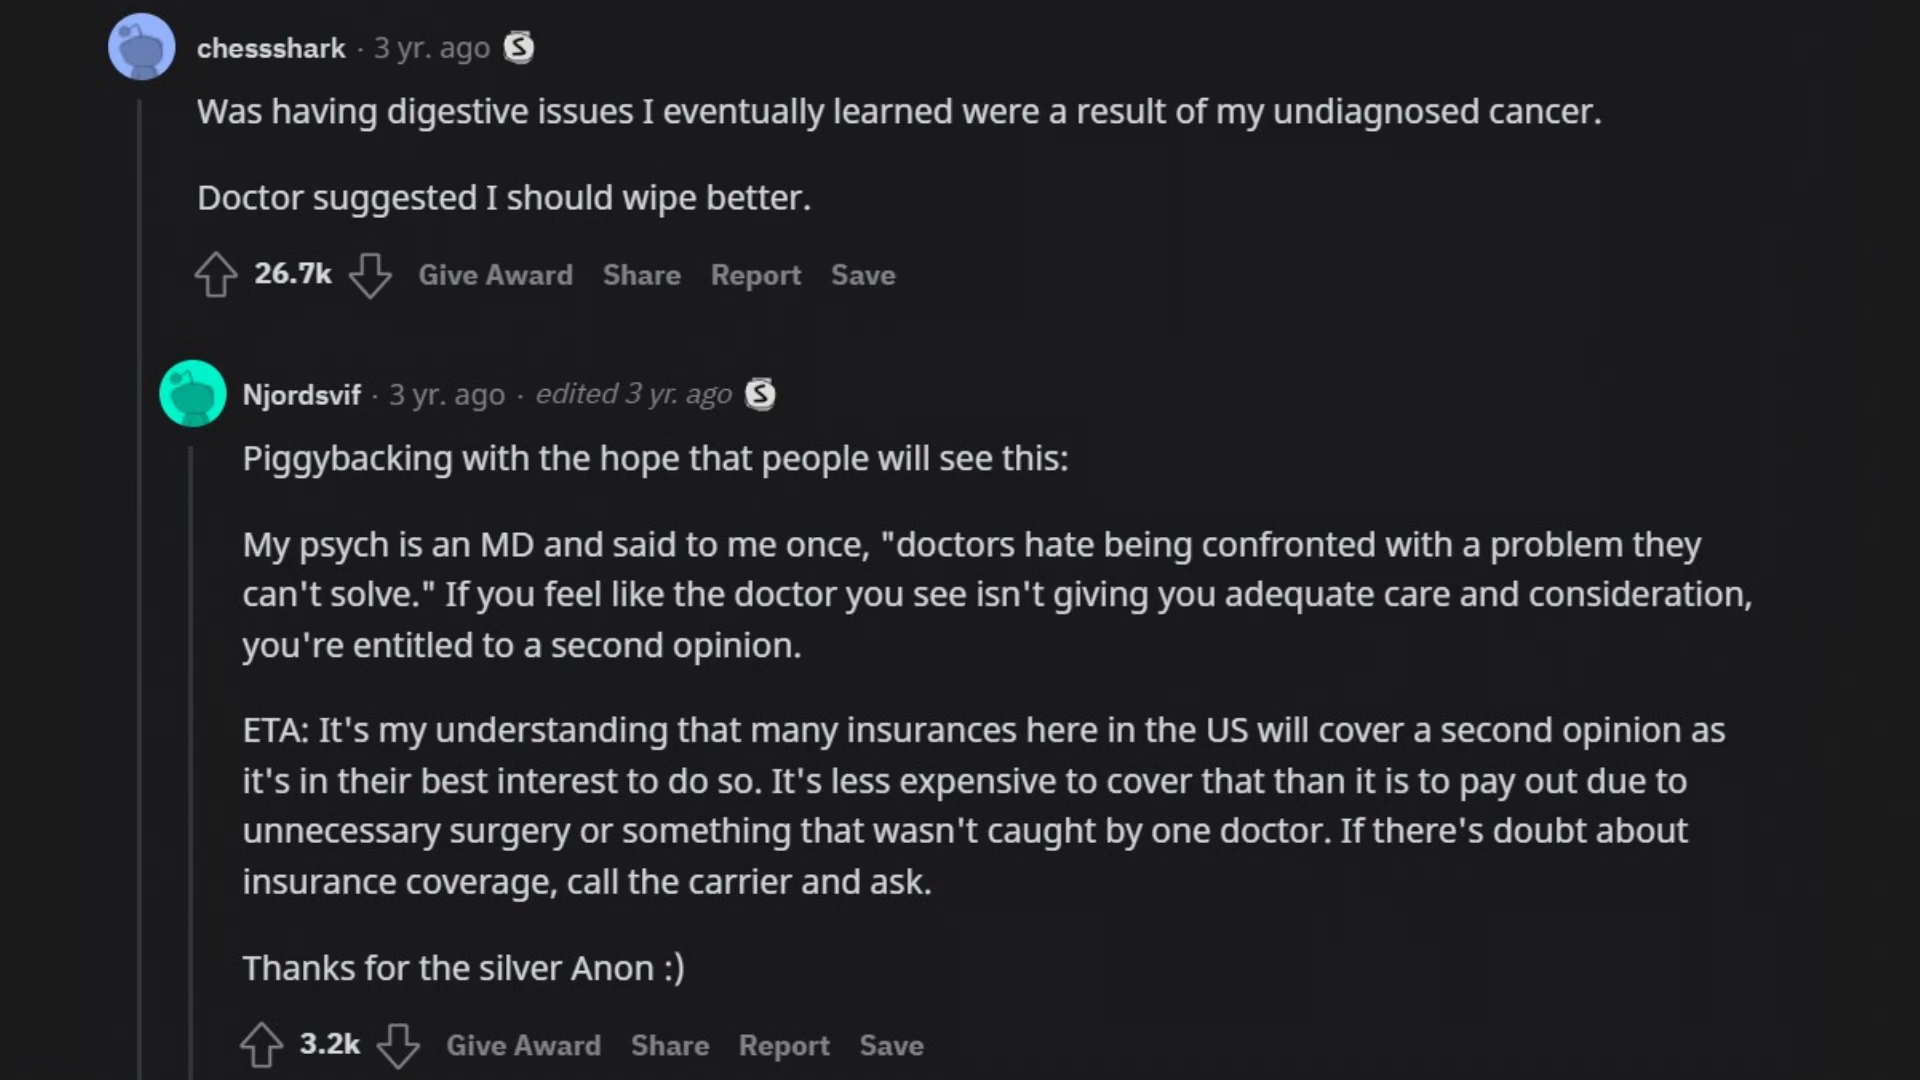 chessshark · 3 yr. ago S
Was having digestive issues I eventually learned were a result of my undiagnosed cancer.
Doctor suggested I should wipe better.
26.7k Give Award Share Report Save
Njordsvif · 3 yr. ago · edited 3 yr. ago S
Piggybacking with the hope that people will see this:
My psych is an MD and said to me once, "doctors hate being confronted with a problem they
can't solve." If you feel like the doctor you see isn't giving you adequate care and consideration,
you're entitled to a second opinion.
ETA: It's my understanding that many insurances here in the US will cover a second opinion as
it's in their best interest to do so. It's less expensive to cover that than it is to pay out due to
unnecessary surgery or something that wasn't caught by one doctor. If there's doubt about
insurance coverage, call the carrier and ask.
Thanks for the silver Anon :)
3.2k Give Award Share Report Save